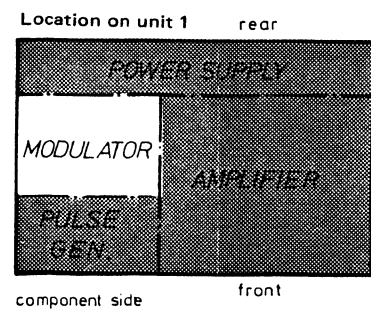 Location on unit 1
rear
POWER SUPPLY
MODULATOR
AMPLIFIER
PULSE
GEN.
component side
front